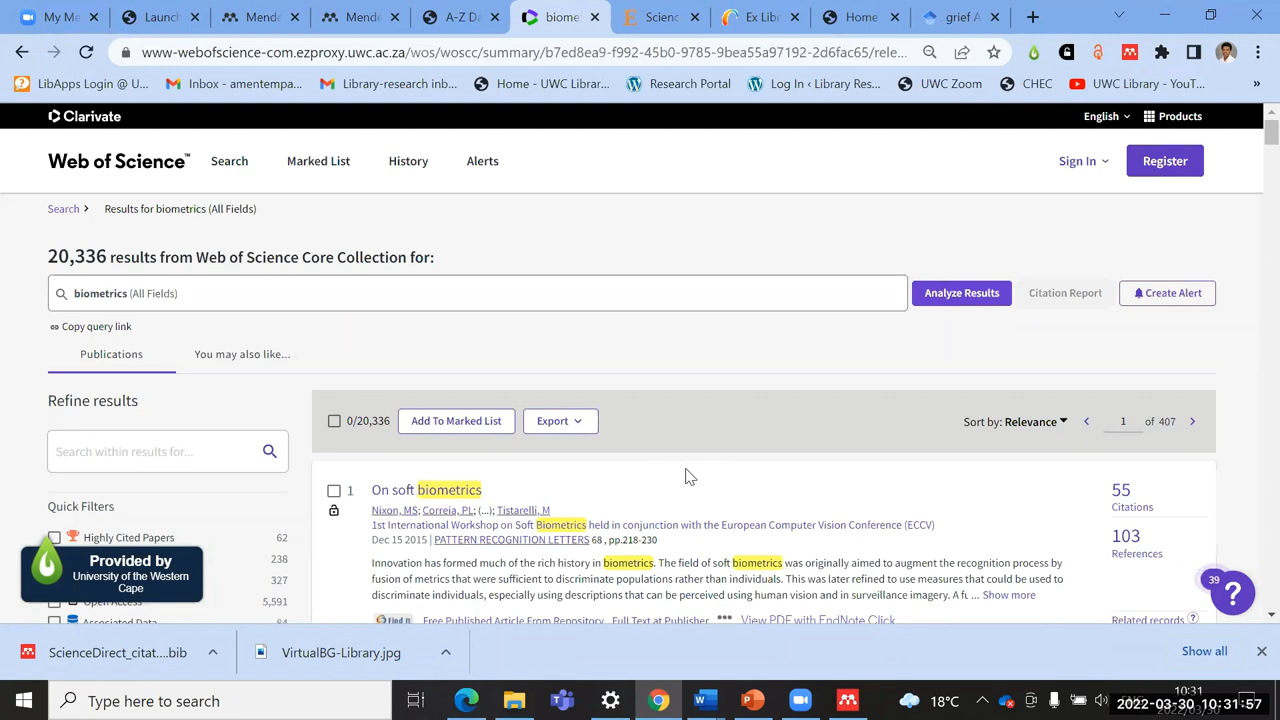 My Me
Launch
Mende
Mende
A-Z Da
biome
Scienc
Ex Libr
Home
grief A
www-webofscience-com.ezproxy.uwc.ac.za/wos/woscc/summary/b7ed8ea9-f992-45b0-9785-9bea55a97192-2d6fac65/rele...
LibApps Login @ U...
Inbox - amentempa...
Library-research inb...
Home - UWC Librar...
Research Portal
Log In ‹ Library Res...
UWC Zoom
CHEC
UWC Library - YouT...
»
Clarivate
English
Products
Web of Science™
Search
Marked List
History
Alerts
Sign In
Register
Search
Results for biometrics (All Fields)
20,336 results from Web of Science Core Collection for:
biometrics (All Fields)
Analyze Results
Citation Report
Create Alert
Copy query link
Publications
You may also like...
Refine results
0/20,336
Add To Marked List
Export
Sort by: Relevance
1 of 407
Search within results for...
Quick Filters
Highly Cited Papers 62
238
327
5,591
Associated Data 84
Provided by
University of the Western
Cape
1
On soft biometrics
Nixon, MS; Correia, PL; (...); Tistarelli, M
1st International Workshop on Soft Biometrics held in conjunction with the European Computer Vision Conference (ECCV)
Dec 15 2015 | PATTERN RECOGNITION LETTERS 68 , pp.218-230
Innovation has formed much of the rich history in biometrics. The field of soft biometrics was originally aimed to augment the recognition process by
fusion of metrics that were sufficient to discriminate populations rather than individuals. This was later refined to use measures that could be used to
discriminate individuals, especially using descriptions that can be perceived using human vision and in surveillance imagery. A fu ... Show more
Find It
Free Published Article From Repository
Full Text at Publisher
••• View PDF with EndNote Click
55
Citations
103
References
Related records
39
?
ScienceDirect_citat....bib
VirtualBG-Library.jpg
Show all
Type here to search
18°C
ENG
10:31
2022-03-30 10:31:57